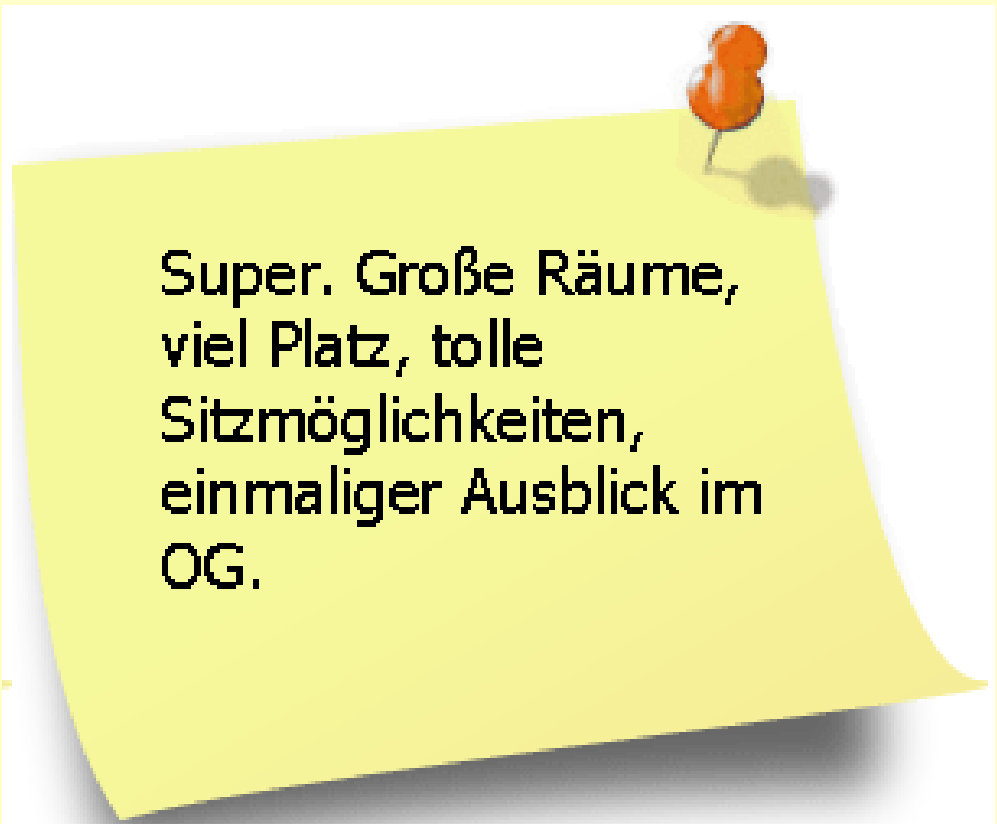 Super. Große Räume,
viel Platz, tolle
Sitzmöglichkeiten,
einmaliger Ausblick im
OG.